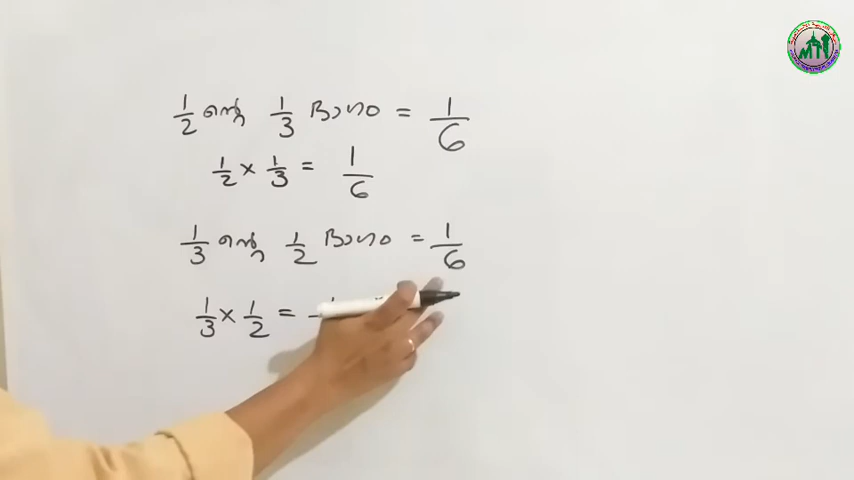 1/2 ന്റെ 1/3 ഭാഗം = 1/6
1/2 × 1/3 = 1/6
1/3 ന്റെ 1/2 ഭാഗം = 1/6
1/3 × 1/2 =
MTI